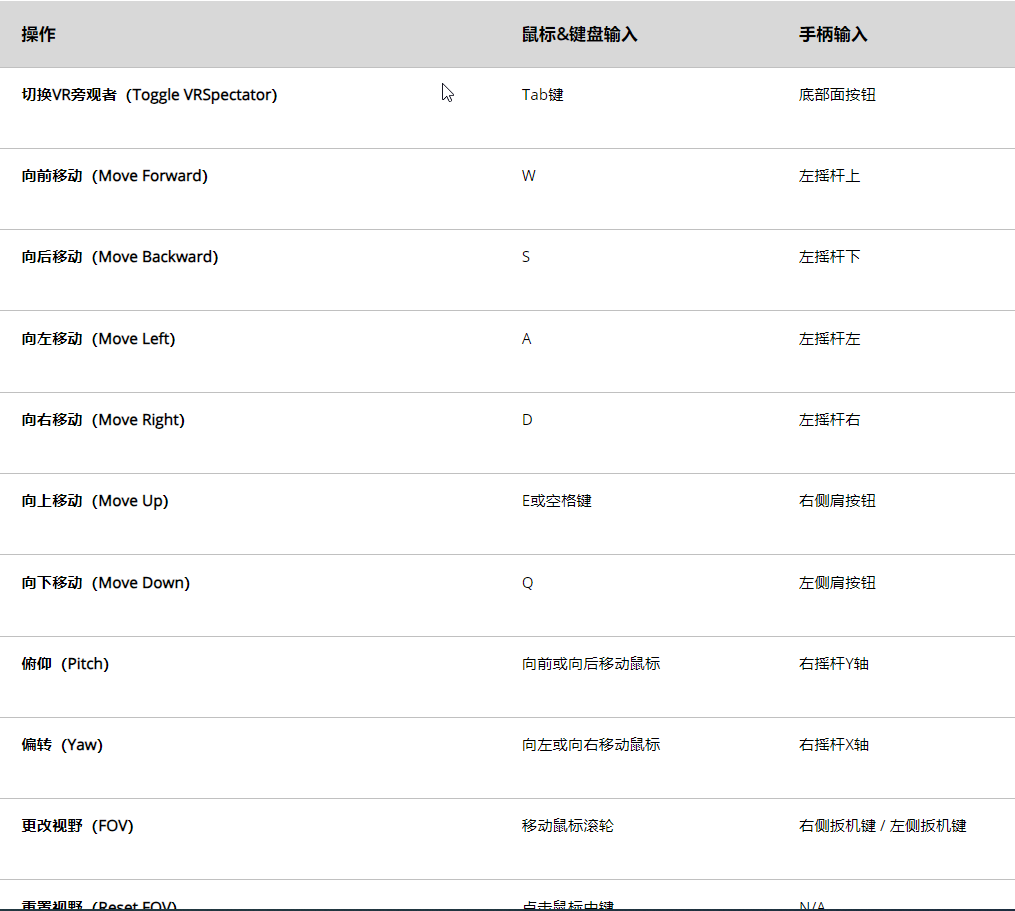 操作 鼠标&键盘输入 手柄输入
切换VR旁观者（Toggle VRSpectator) Tab键 底部面按钮
向前移动（Move Forward) W 左摇杆上
向后移动（Move Backward) S 左摇杆下
向左移动（Move Left) A 左摇杆左
向右移动（Move Right) D 左摇杆右
向上移动（Move Up) E或空格键 右侧肩按钮
向下移动（Move Down) Q 左侧肩按钮
俯仰（Pitch) 向前或向后移动鼠标 右摇杆Y轴
偏转（Yaw) 向左或向右移动鼠标 右摇杆X轴
更改视野（FOV) 移动鼠标滚轮 右侧扳机键 / 左侧扳机键
重置视野（Reset FOV) 点击鼠标中键 N/A